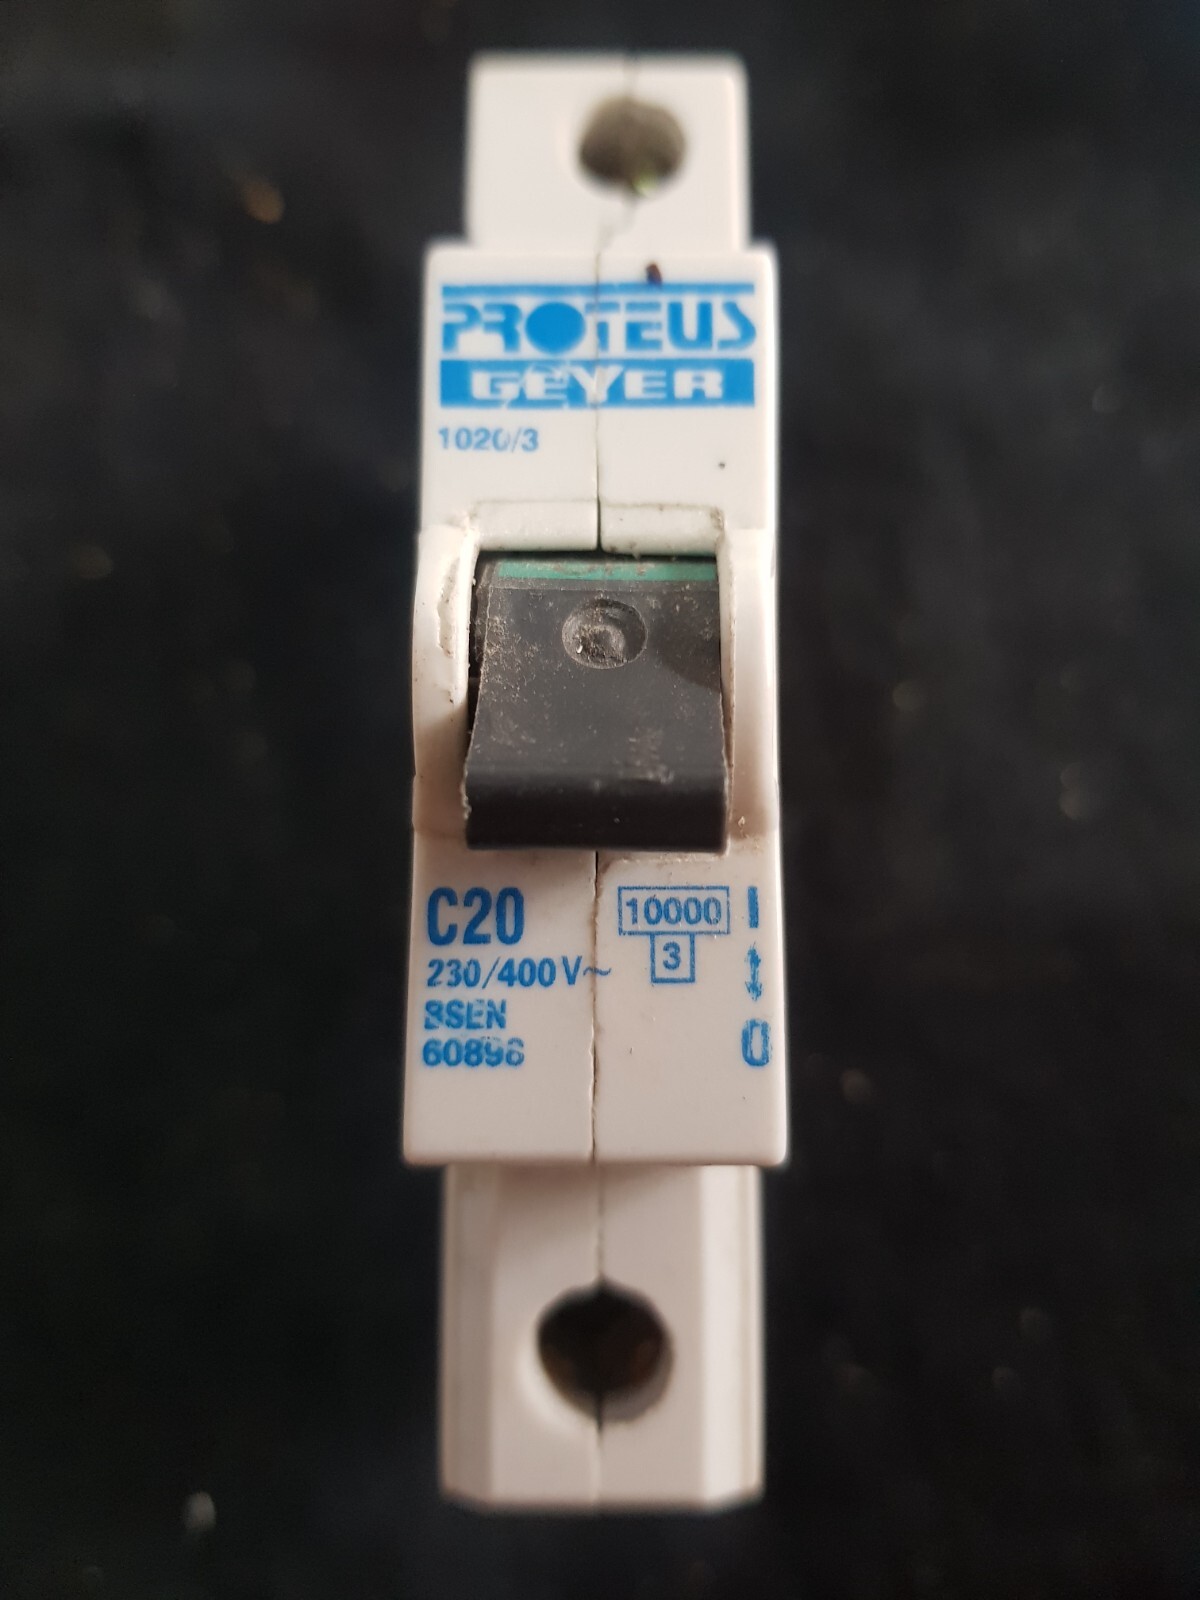 PROTEUS
GEYER
1020/3
C20
10000
I
230/400V~
3
BSEN
60898
0